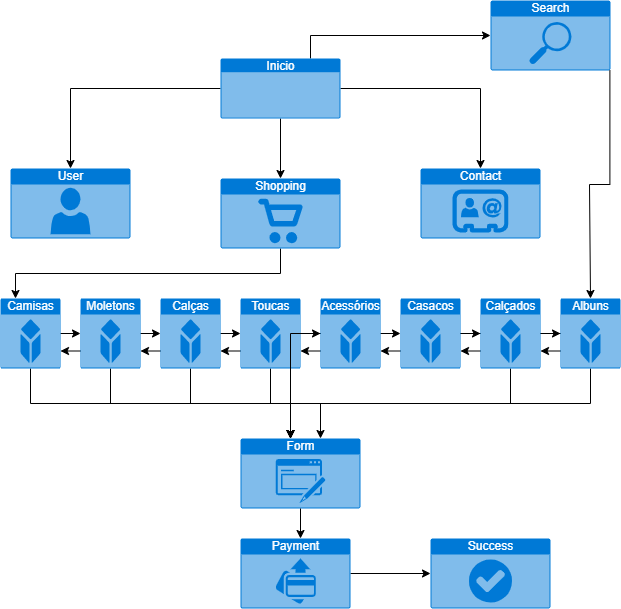 Search
Inicio
User
Shopping
Contact
Camisas
Moletons
Calças
Toucas
Acessórios
Casacos
Calçados
Albuns
Form
Payment
Success